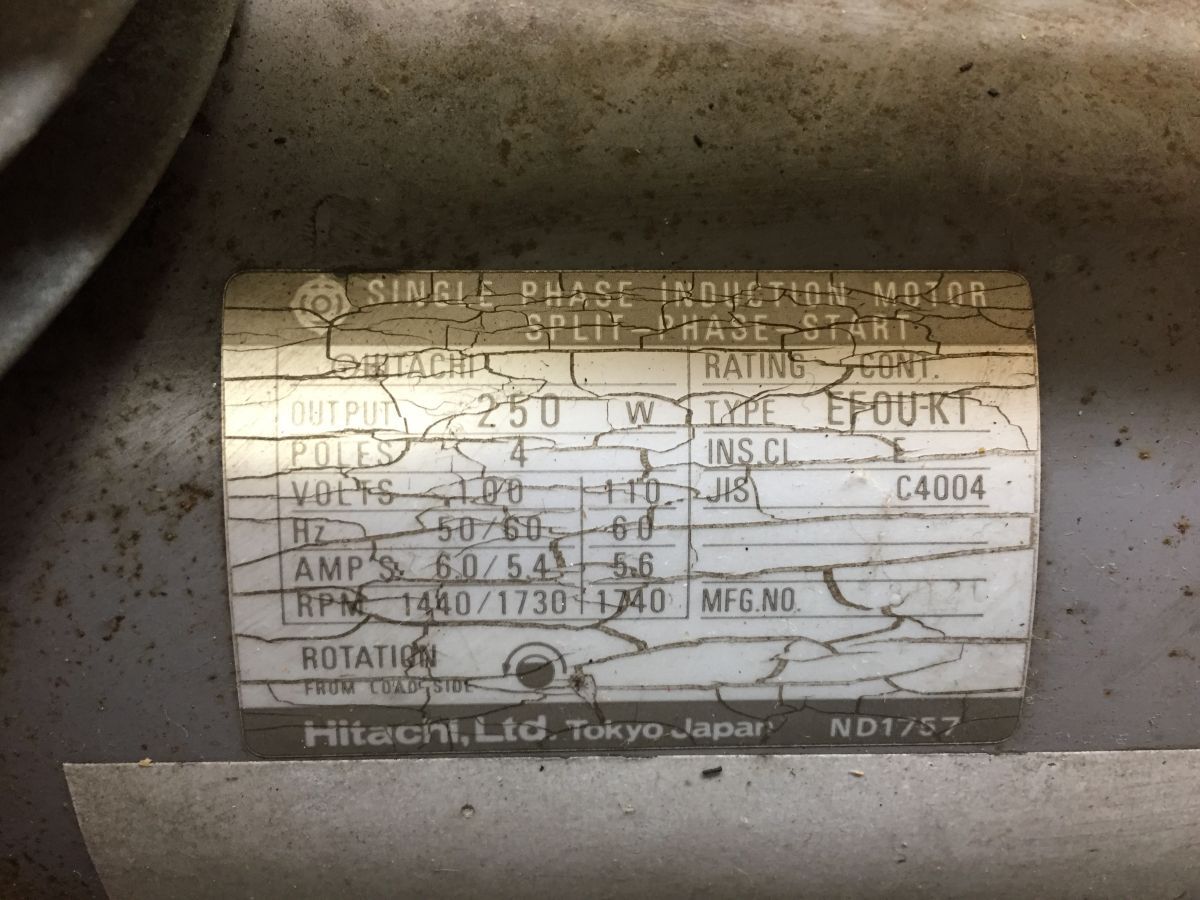 SINGLE PHASE INDUCTION MOTOR
SPLIT-PHASE-START
HITACHI RATING CONT.
OUTPUT 250 W TYPE EFOU-KT
POLES 4 INS.CL E
VOLTS 100 110 JIS C4004
Hz 50/60 60
AMP S. 6.0/5.4 5.6
RPM 1440/1730 1740 MFG.NO.
ROTATION
FROM LOAD SIDE
Hitachi, Ltd. Tokyo Japan ND1757